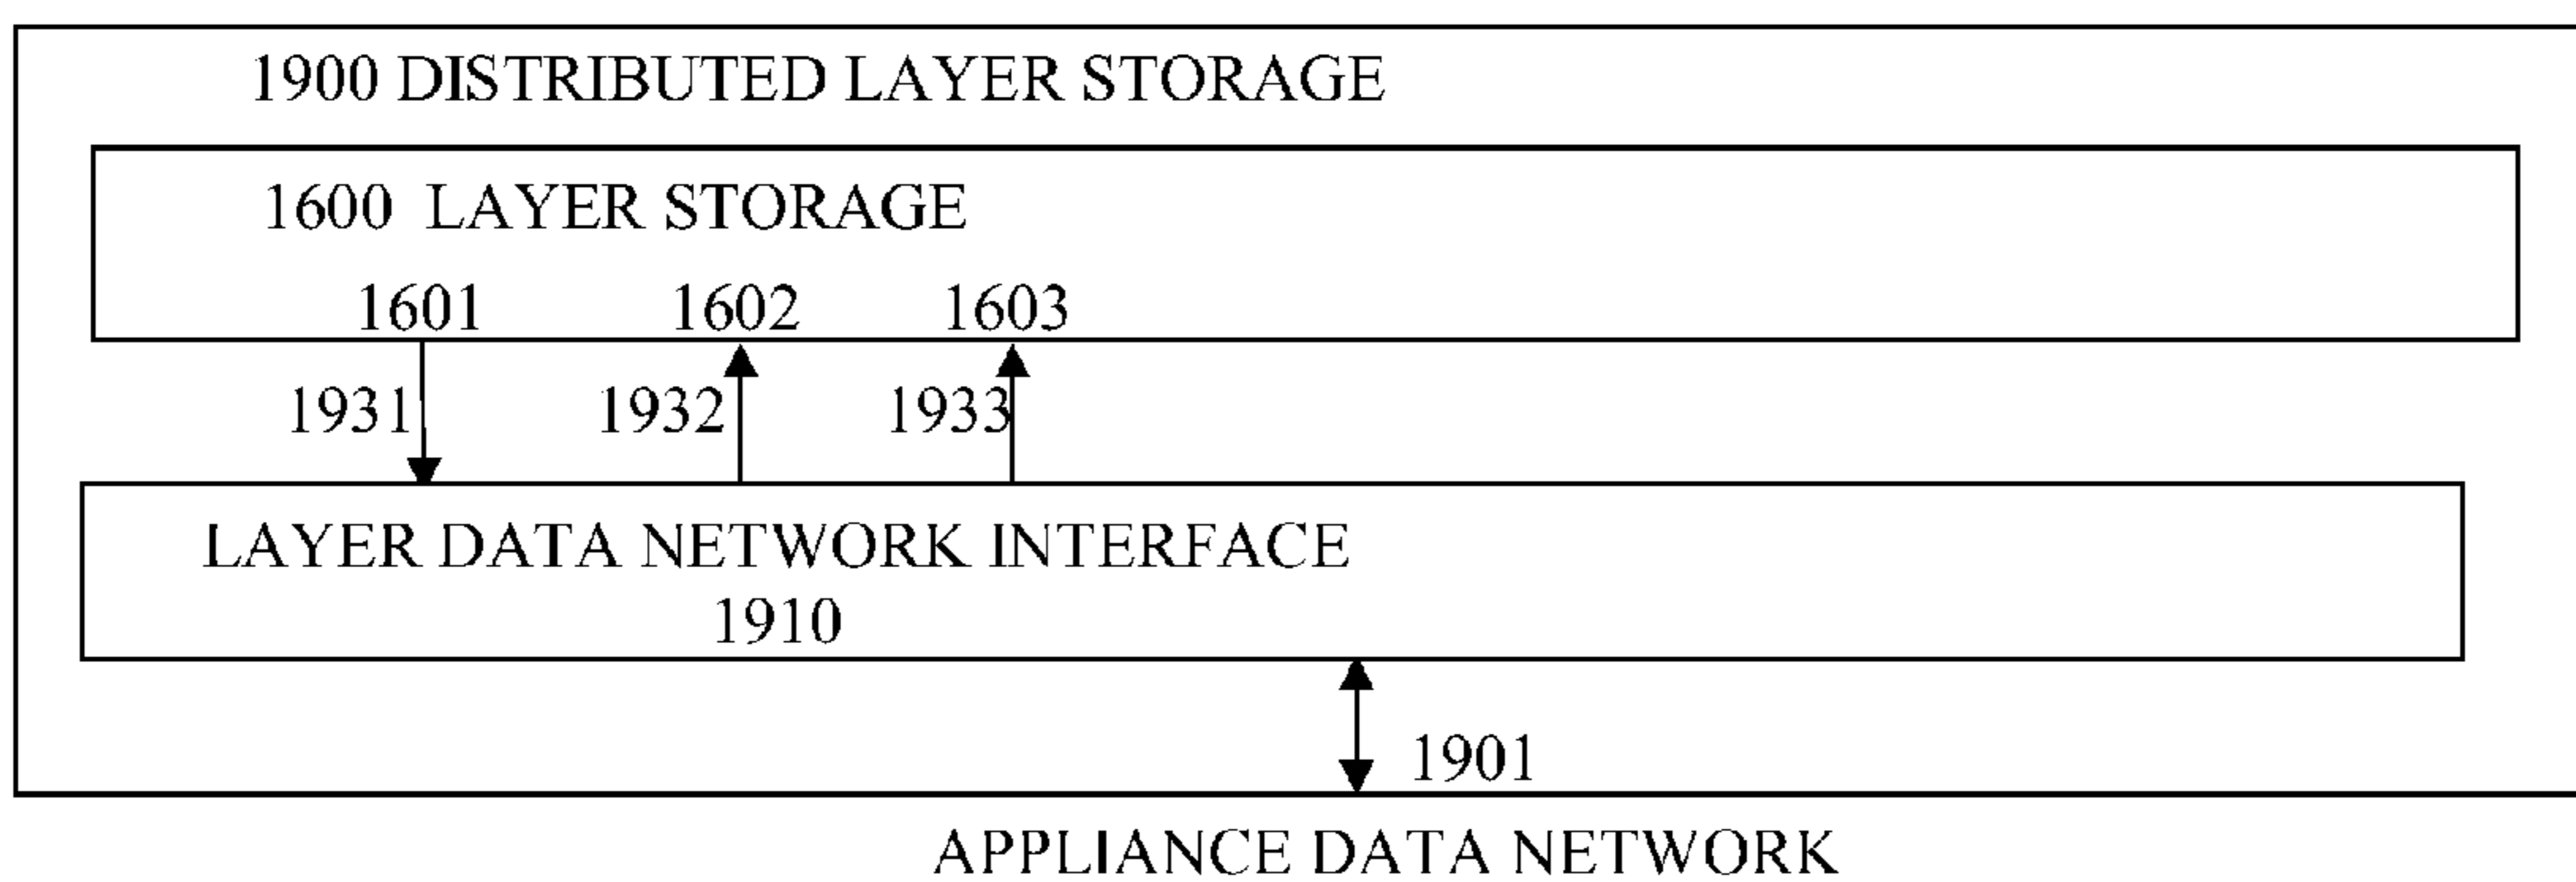 1900 DISTRIBUTED LAYER STORAGE
1600 LAYER STORAGE
1601 1602 1603
1931 1932 1933
LAYER DATA NETWORK INTERFACE
1910
1901
APPLIANCE DATA NETWORK